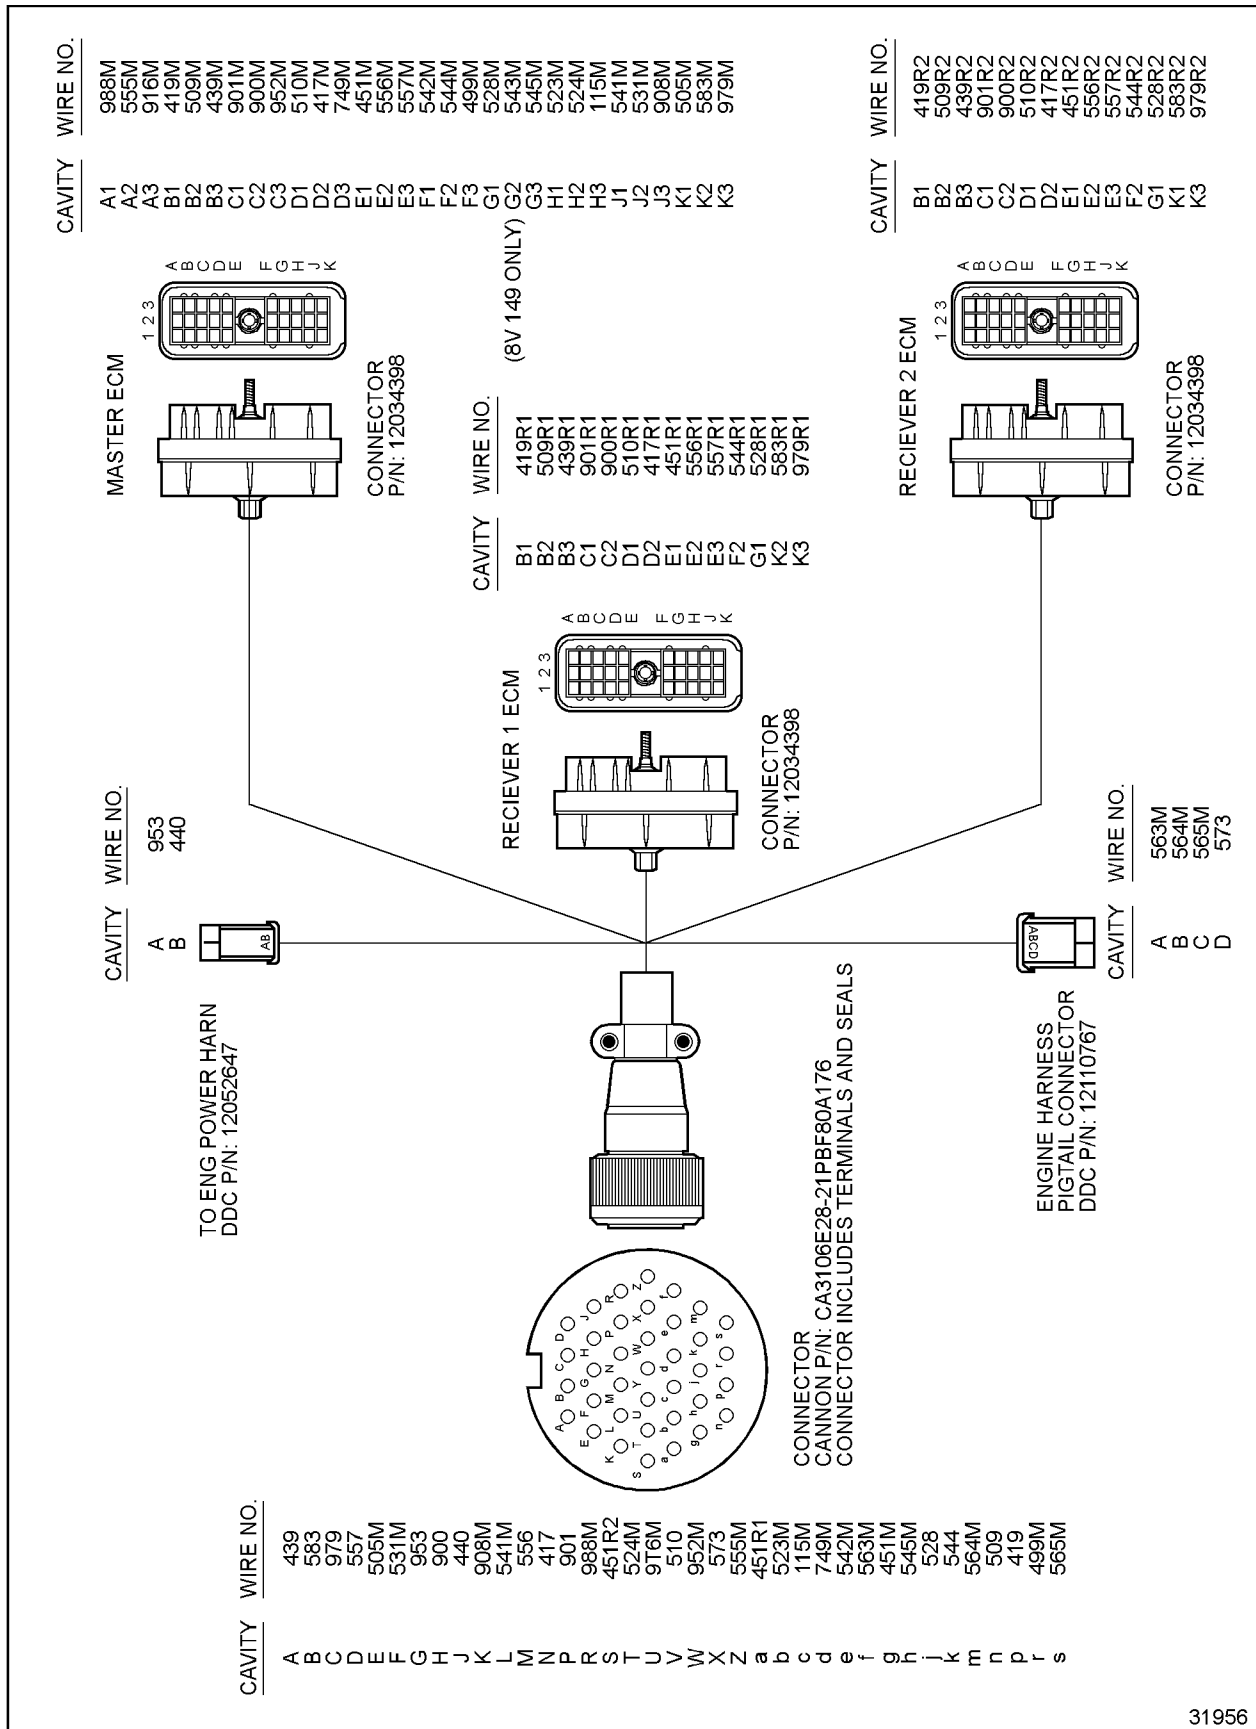 CAVITY WIRE NO.
A 439
B 583
C 979
D 557
E 505M
F 531M
G 953
H 900
J 440
K 908M
L 541M
M 556
N 417
P 901
R 988M
S 451R2
T 524M
U 9T6M
V 510
W 952M
X 573
Z 555M
a 451R1
b 523M
c 115M
d 749M
e 542M
f 563M
g 451M
h 545M
j 528
k 544
m 564M
n 509
p 419
r 499M
s 565M
A B C D
E F G H J
K L M N P R
S T U Y W X Z
a b c d e f
g h j k m
n p r s
CONNECTOR
CANNON P/N: CA3106E28-21PBF80A176
CONNECTOR INCLUDES TERMINALS AND SEALS
TO ENG POWER HARN
DDC P/N: 12052647
AB
CAVITY WIRE NO.
A 953
B 440
ENGINE HARNESS
PIGTAIL CONNECTOR
DDC P/N: 12110767
ABCD
CAVITY WIRE NO.
A 563M
B 564M
C 565M
D 573
MASTER ECM
1 2 3
A
B
C
D
E
F
G
H
J
K
CONNECTOR
P/N: 12034398
CAVITY WIRE NO.
A1 988M
A2 555M
A3 916M
B1 419M
B2 509M
B3 439M
C1 901M
C2 900M
C3 952M
D1 510M
D2 417M
D3 749M
E1 451M
E2 556M
E3 557M
F1 542M
F2 544M
F3 499M
G1 528M
G2 543M (8V 149 ONLY)
G3 545M
H1 523M
H2 524M
H3 115M
J1 541M
J2 531M
J3 908M
K1 505M
K2 583M
K3 979M
RECIEVER 1 ECM
1 2 3
A
B
C
D
E
F
G
H
J
K
CONNECTOR
P/N: 12034398
CAVITY WIRE NO.
B1 419R1
B2 509R1
B3 439R1
C1 901R1
C2 900R1
D1 510R1
D2 417R1
E1 451R1
E2 556R1
E3 557R1
F2 544R1
G1 528R1
K2 583R1
K3 979R1
RECIEVER 2 ECM
1 2 3
A
B
C
D
E
F
G
H
J
K
CONNECTOR
P/N: 12034398
CAVITY WIRE NO.
B1 419R2
B2 509R2
B3 439R2
C1 901R2
C2 900R2
D1 510R2
D2 417R2
E1 451R2
E2 556R2
E3 557R2
F2 544R2
G1 528R2
K1 583R2
K3 979R2
31956